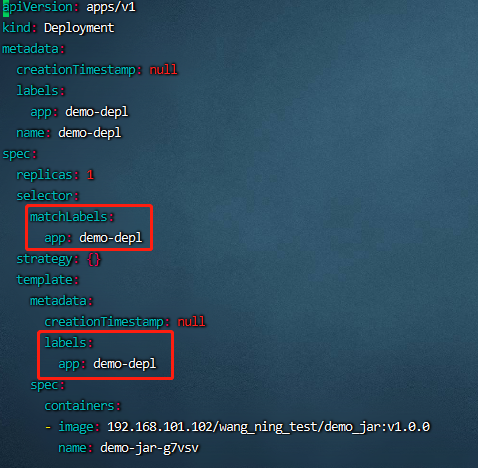 apiVersion: apps/v1
kind: Deployment
metadata:
  creationTimestamp: null
  labels:
    app: demo-depl
  name: demo-depl
spec:
  replicas: 1
  selector:
    matchLabels:
      app: demo-depl
  strategy: {}
  template:
    metadata:
      creationTimestamp: null
      labels:
        app: demo-depl
    spec:
      containers:
      - image: 192.168.101.102/wang_ning_test/demo_jar:v1.0.0
        name: demo-jar-g7vsv